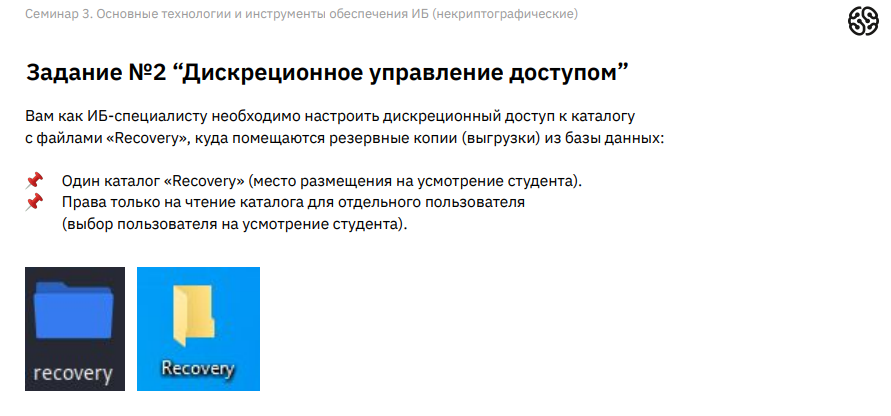 Семинар 3. Основные технологии и инструменты обеспечения ИБ (некриптографические)
Задание №2 “Дискреционное управление доступом”
Вам как ИБ-специалисту необходимо настроить дискреционный доступ к каталогу
с файлами «Recovery», куда помещаются резервные копии (выгрузки) из базы данных:
Один каталог «Recovery» (место размещения на усмотрение студента).
Права только на чтение каталога для отдельного пользователя
(выбор пользователя на усмотрение студента).
recovery
Recovery